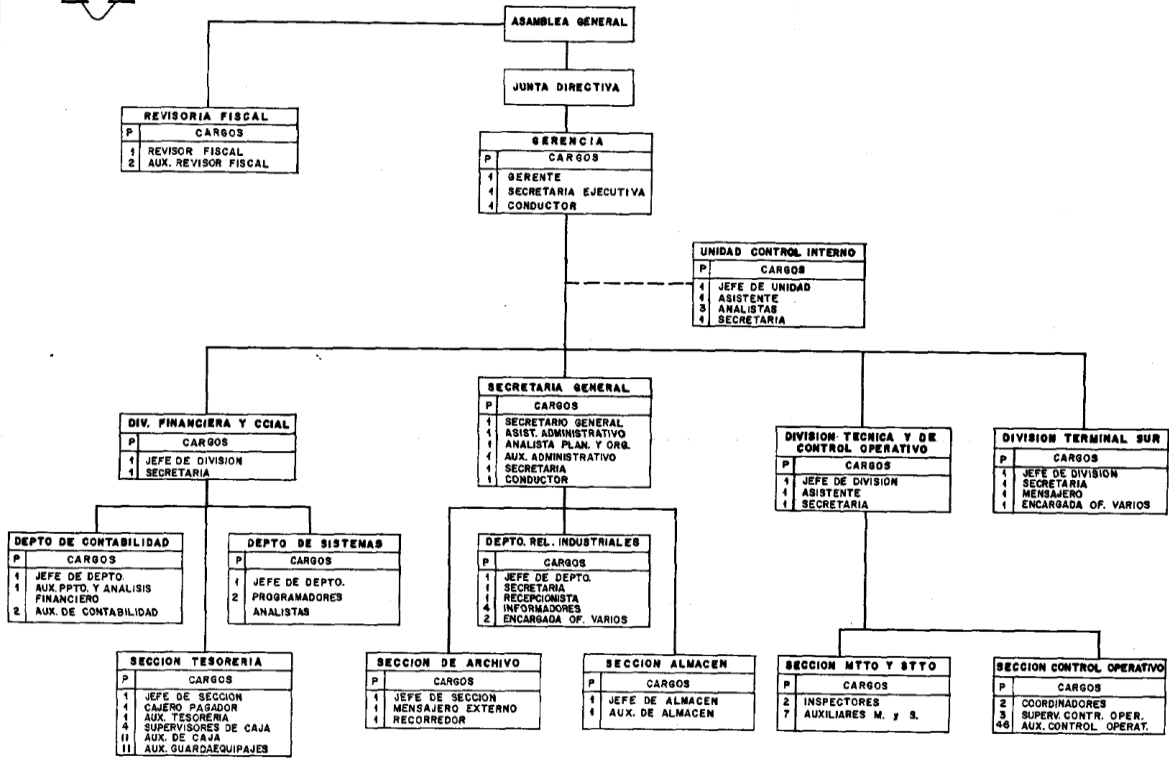 ASAMBLEA GENERAL
JUNTA DIRECTIVA
REVISORIA FISCAL
P CARGOS
1 REVISOR FISCAL
2 AUX. REVISOR FISCAL
GERENCIA
P CARGOS
1 GERENTE
1 SECRETARIA EJECUTIVA
1 CONDUCTOR
UNIDAD CONTROL INTERNO
P CARGOS
1 JEFE DE UNIDAD
1 ASISTENTE
3 ANALISTAS
1 SECRETARIA
DIV. FINANCIERA Y CCIAL
P CARGOS
1 JEFE DE DIVISION
1 SECRETARIA
SECRETARIA GENERAL
P CARGOS
1 SECRETARIO GENERAL
1 ASIST. ADMINISTRATIVO
1 ANALISTA PLAN. Y ORG.
1 AUX. ADMINISTRATIVO
1 SECRETARIA
1 CONDUCTOR
DIVISION TECNICA Y DE
CONTROL OPERATIVO
P CARGOS
1 JEFE DE DIVISION
1 ASISTENTE
1 SECRETARIA
DIVISION TERMINAL SUR
P CARGOS
1 JEFE DE DIVISION
1 SECRETARIA
1 MENSAJERO
1 ENCARGADA OF. VARIOS
DEPTO DE CONTABILIDAD
P CARGOS
1 JEFE DE DEPTO.
1 AUX. PPTO. Y ANALISIS
FINANCIERO
2 AUX. DE CONTABILIDAD
DEPTO DE SISTEMAS
P CARGOS
1 JEFE DE DEPTO.
2 PROGRAMADORES
ANALISTAS
DEPTO. REL. INDUSTRIALES
P CARGOS
1 JEFE DE DEPTO.
1 SECRETARIA
1 RECEPCIONISTA
4 INFORMADORES
2 ENCARGADA OF. VARIOS
SECCION TESORERIA
P CARGOS
1 JEFE DE SECCION
1 CAJERO PAGADOR
1 AUX. TESORERIA
4 SUPERVISORES DE CAJA
11 AUX. DE CAJA
11 AUX. GUARDAEQUIPAJES
SECCION DE ARCHIVO
P CARGOS
1 JEFE DE SECCION
1 MENSAJERO EXTERNO
1 RECORREDOR
SECCION ALMACEN
P CARGOS
1 JEFE DE ALMACEN
1 AUX. DE ALMACEN
SECCION MTTO Y STTO
P CARGOS
2 INSPECTORES
7 AUXILIARES M. y S.
SECCION CONTROL OPERATIVO
P CARGOS
2 COORDINADORES
3 SUPERV. CONTR. OPER.
46 AUX. CONTROL OPERAT.